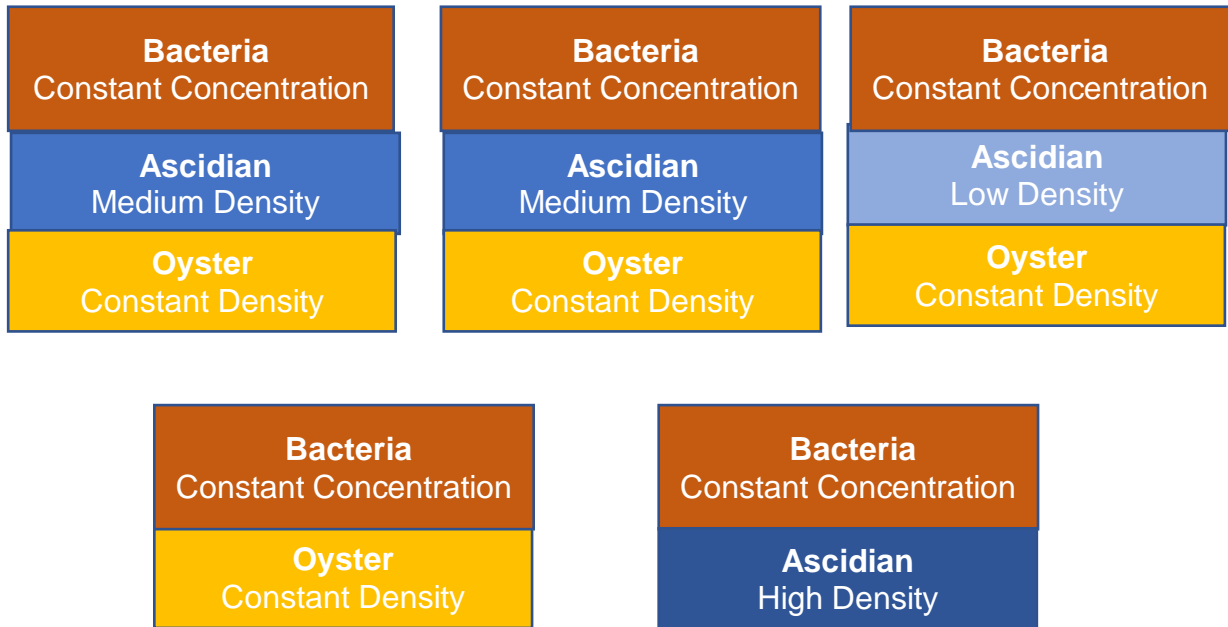 Bacteria
Constant Concentration
Ascidian
Medium Density
Oyster
Constant Density
Bacteria
Constant Concentration
Ascidian
Medium Density
Oyster
Constant Density
Bacteria
Constant Concentration
Ascidian
Low Density
Oyster
Constant Density
Bacteria
Constant Concentration
Oyster
Constant Density
Bacteria
Constant Concentration
Ascidian
High Density